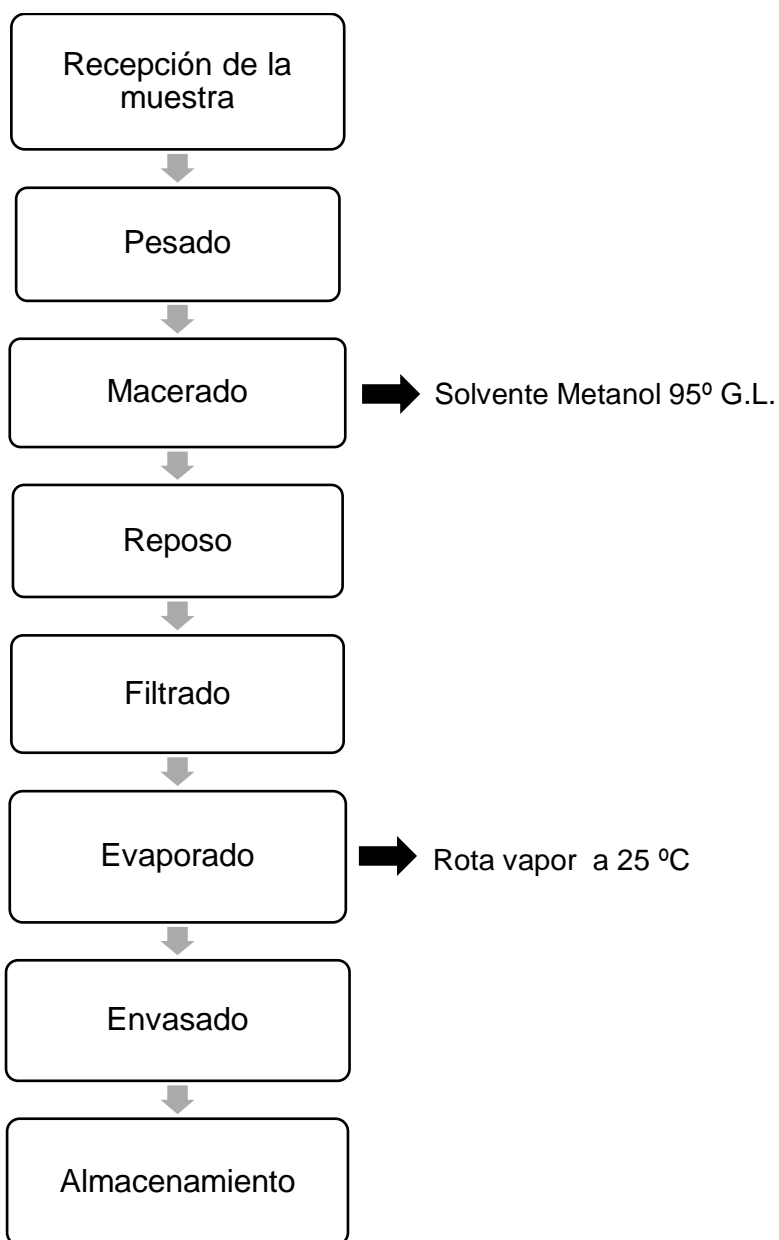 Recepción de la
muestra
Pesado
Macerado
Solvente Metanol 95º G.L.
Reposo
Filtrado
Evaporado
Rota vapor  a 25 ºC
Envasado
Almacenamiento